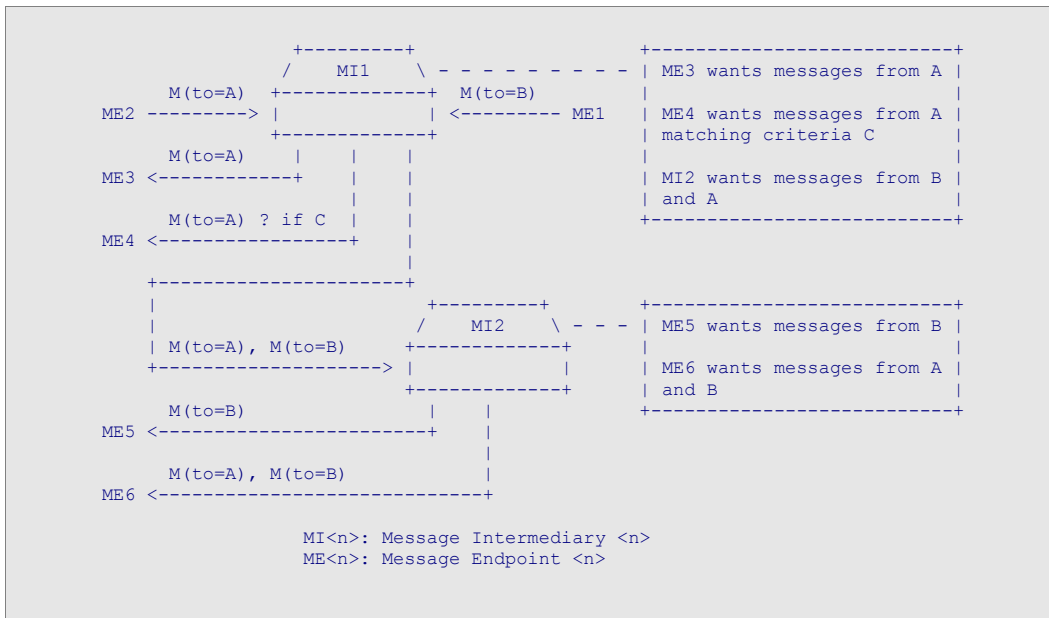 MI1 ME3 wants messages from A
M(to=A) M(to=B)
ME2 ME1 ME4 wants messages from A
matching criteria C
M(to=A)
ME3 MI2 wants messages from B
and A
M(to=A) ? if C
ME4
MI2 ME5 wants messages from B
M(to=A), M(to=B)
ME6 wants messages from A
and B
M(to=B)
ME5
M(to=A), M(to=B)
ME6
MI<n>: Message Intermediary <n>
ME<n>: Message Endpoint <n>